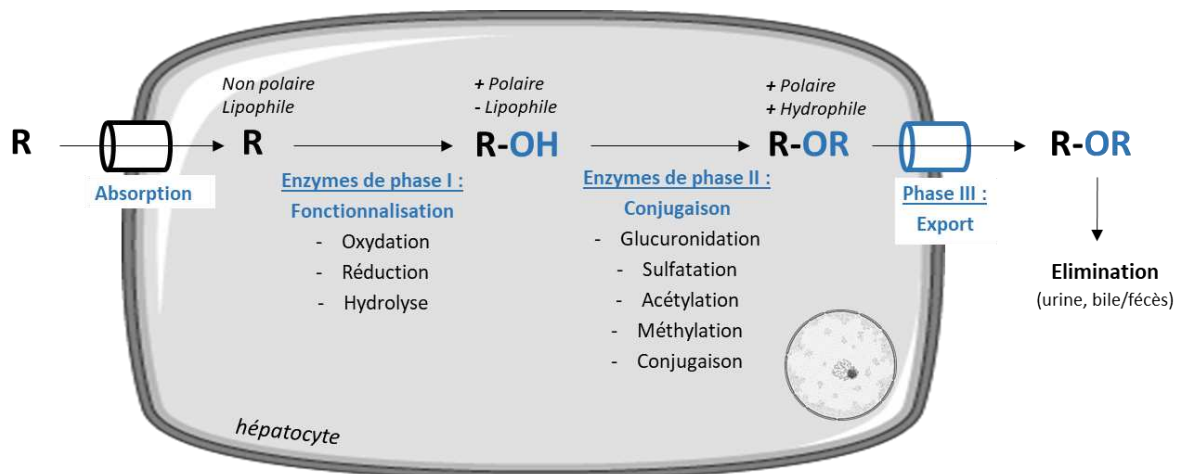 R
Absorption
Non polaire
Lipophile
R
Enzymes de phase I :
Fonctionnalisation
- Oxydation
- Réduction
- Hydrolyse
+ Polaire
- Lipophile
R-OH
Enzymes de phase II :
Conjugaison
- Glucuronidation
- Sulfatation
- Acétylation
- Méthylation
- Conjugaison
+ Polaire
+ Hydrophile
R-OR
Phase III :
Export
R-OR
Elimination
(urine, bile/fécès)
hépatocyte